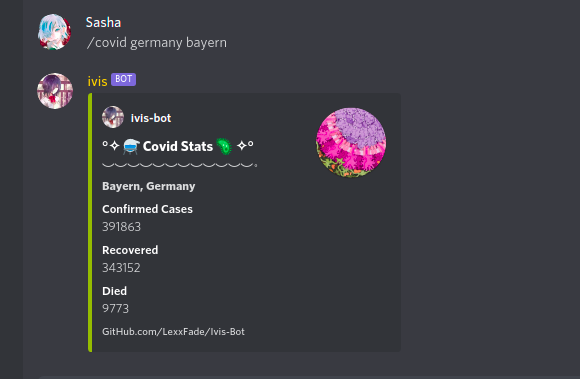 Sasha
/covid germany bayern
ivis BOT
ivis-bot
°✧ Covid Stats ✧°
Bayern, Germany
Confirmed Cases
391863
Recovered
343152
Died
9773
GitHub.com/LexxFade/Ivis-Bot